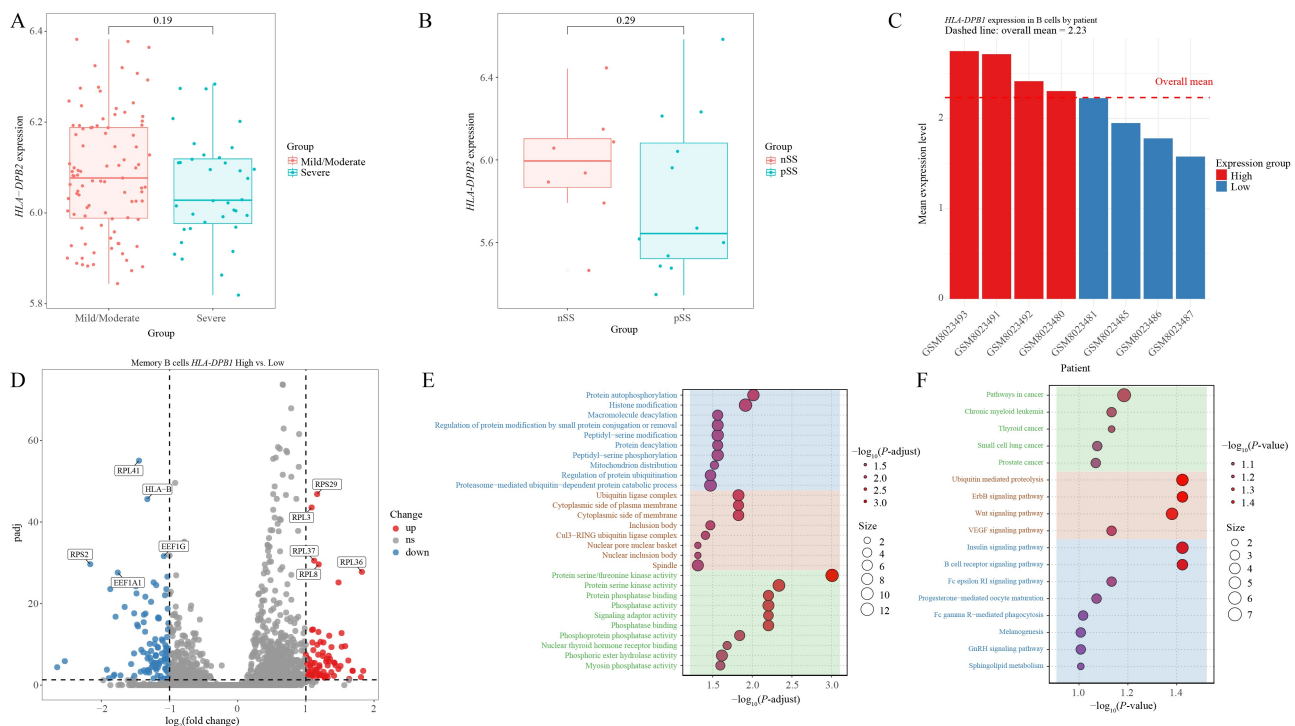 A
0.19
6.4
6.2
6.0
5.8
HLA−DPB2 expression
Mild/Moderate
Severe
Group
Group
Mild/Moderate
Severe
B
0.29
6.4
6.0
5.6
HLA-DPB2 expression
nSS
pSS
Group
Group
nSS
pSS
C
HLA-DPB1 expression in B cells by patient
Dashed line: overall mean = 2.23
Overall mean
2
1
0
Mean evxpression level
GSM8023493
GSM8023491
GSM8023492
GSM8023480
GSM8023481
GSM8023485
GSM8023486
GSM8023487
Patient
Expression group
High
Low
D
Memory B cells HLA-DPB1 High vs. Low
60
40
20
0
padj
RPL41
HLA−B
RPS29
RPL3
RPS2
EEF1G
EEF1A1
RPL37
RPL8
RPL36
−2
−1
0
1
2
log2(fold change)
Change
up
ns
down
E
Protein autophosphorylation
Histone modification
Macromolecule deacylation
Regulation of protein modification by small protein conjugation or removal
Peptidyl−serine modification
Protein deacylation
Peptidyl−serine phosphorylation
Mitochondrion distribution
Regulation of protein ubiquitination
Proteasome−mediated ubiquitin−dependent protein catabolic process
Ubiquitin ligase complex
Cytoplasmic side of plasma membrane
Cytoplasmic side of membrane
Inclusion body
Cul3−RING ubiquitin ligase complex
Nuclear pore nuclear basket
Nuclear inclusion body
Spindle
Protein serine/threonine kinase activity
Protein serine kinase activity
Protein phosphatase binding
Phosphatase activity
Signaling adaptor activity
Phosphatase binding
Phosphoprotein phosphatase activity
Nuclear thyroid hormone receptor binding
Phosphoric ester hydrolase activity
Myosin phosphatase activity
1.5
2.0
2.5
3.0
−log10(P-adjust)
−log10(P-adjust)
1.5
2.0
2.5
3.0
Size
2
4
6
8
10
12
F
Pathways in cancer
Chronic myeloid leukemia
Thyroid cancer
Small cell lung cancer
Prostate cancer
Ubiquitin mediated proteolysis
ErbB signaling pathway
Wnt signaling pathway
VEGF signaling pathway
Insulin signaling pathway
B cell receptor signaling pathway
Fc epsilon RI signaling pathway
Progesterone−mediated oocyte maturation
Fc gamma R−mediated phagocytosis
Melanogenesis
GnRH signaling pathway
Sphingolipid metabolism
1.0
1.2
1.4
−log10(P-value)
−log10(P-value)
1.1
1.2
1.3
1.4
Size
2
3
4
5
6
7